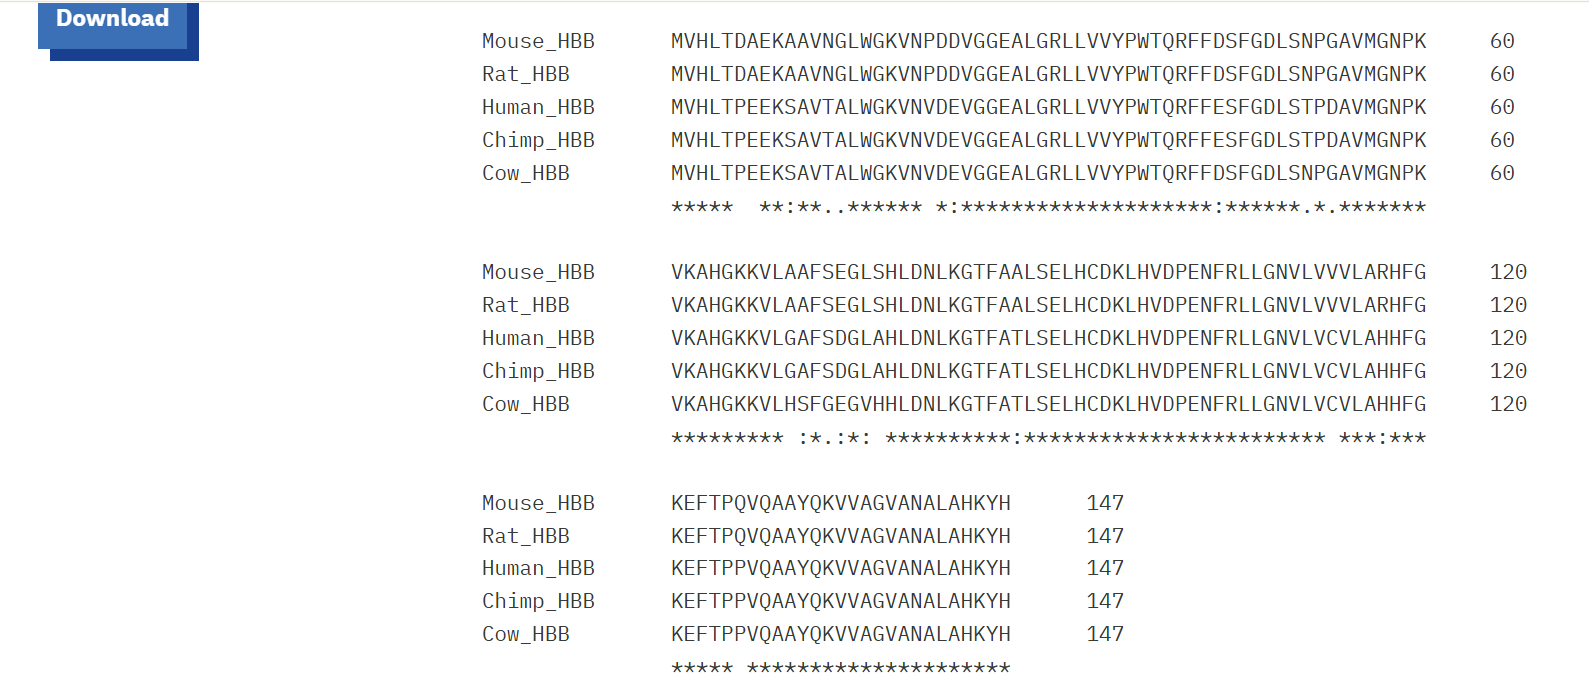 Download
Mouse_HBB MVHLTDAEKAAVNGLWGKVNPDDVGGEALGRLLVVYPWTQRFFDSFGDLSNPGAVMGNPK 60
Rat_HBB MVHLTDAEKAAVNGLWGKVNPDDVGGEALGRLLVVYPWTQRFFDSFGDLSNPGAVMGNPK 60
Human_HBB MVHLTPEEKSAVTALWGKVNVDEVGGEALGRLLVVYPWTQRFFESFGDLSTPDAVMGNPK 60
Chimp_HBB MVHLTPEEKSAVTALWGKVNVDEVGGEALGRLLVVYPWTQRFFESFGDLSTPDAVMGNPK 60
Cow_HBB MVHLTPEEKSAVTALWGKVNVDEVGGEALGRLLVVYPWTQRFFDSFGDLSNPGAVMGNPK 60
*****  **:**..****** *:********************:******.*.*******
Mouse_HBB VKAHGKKVLAAFSEGLSHLDNLKGTFAALSELHCDKLHVDPENFRLLGNVLVVVLARHFG 120
Rat_HBB VKAHGKKVLAAFSEGLSHLDNLKGTFAALSELHCDKLHVDPENFRLLGNVLVVVLARHFG 120
Human_HBB VKAHGKKVLGAFSDGLAHLDNLKGTFATLSELHCDKLHVDPENFRLLGNVLVCVLAHHFG 120
Chimp_HBB VKAHGKKVLGAFSDGLAHLDNLKGTFATLSELHCDKLHVDPENFRLLGNVLVCVLAHHFG 120
Cow_HBB VKAHGKKVLHSFGEGVHHLDNLKGTFATLSELHCDKLHVDPENFRLLGNVLVCVLAHHFG 120
********* :*.:*: **********:************************ ***:***
Mouse_HBB KEFTPQVQAAYQKVVAGVANALAHKYH 147
Rat_HBB KEFTPQVQAAYQKVVAGVANALAHKYH 147
Human_HBB KEFTPPVQAAYQKVVAGVANALAHKYH 147
Chimp_HBB KEFTPPVQAAYQKVVAGVANALAHKYH 147
Cow_HBB KEFTPPVQAAYQKVVAGVANALAHKYH 147
***** *********************